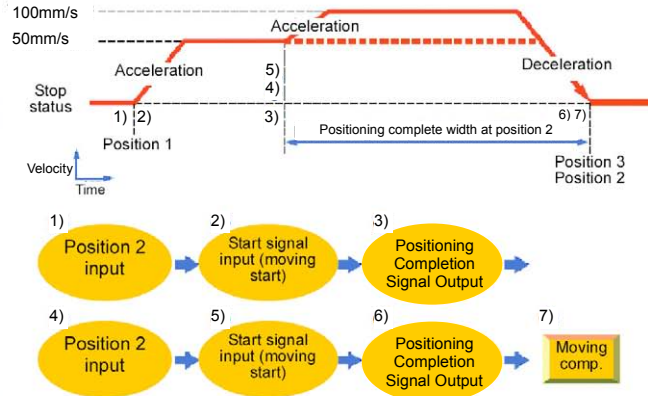 100mm/s
Acceleration
50mm/s
Acceleration
Deceleration
5)
4)
Stop
status
1) 2)
3)
6) 7)
Positioning complete width at position 2
Position 1
Position 3
Position 2
Velocity
Time
1)
Position 2
input
2)
Start signal
input (moving
start)
3)
Positioning
Completion
Signal Output
4)
Position 2
input
5)
Start signal
input (moving
start)
6)
Positioning
Completion
Signal Output
7)
Moving
comp.